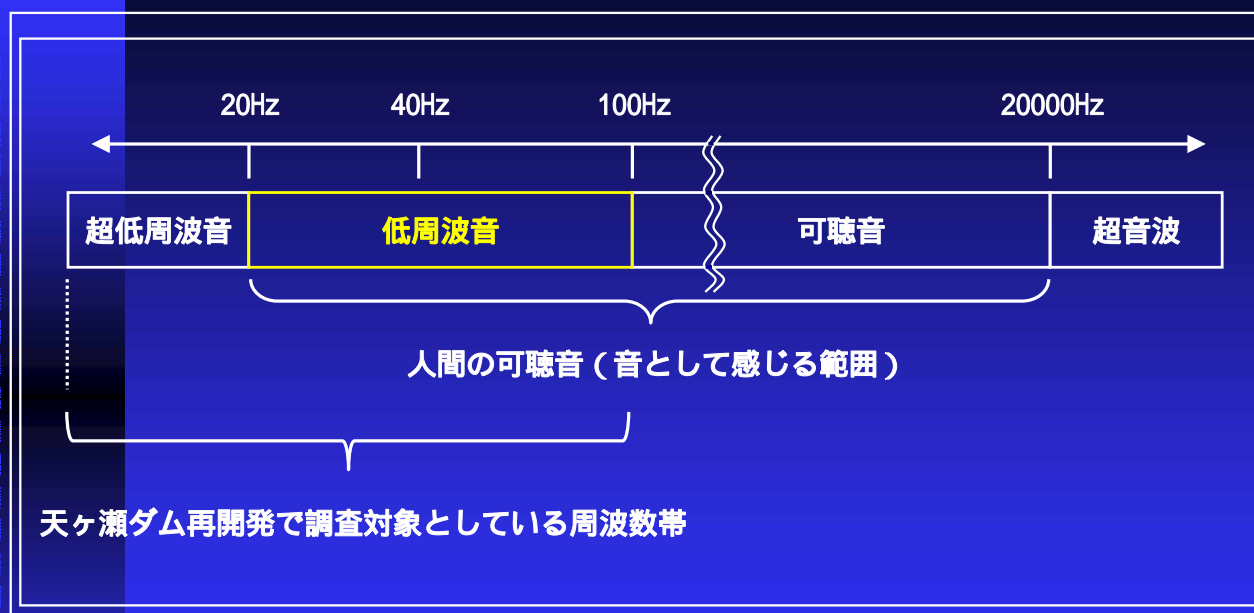 20Hz 40Hz 100Hz 20000Hz
超低周波音 低周波音 可聴音 超音波
人間の可聴音（音として感じる範囲）
天ヶ瀬ダム再開発で調査対象としている周波数帯